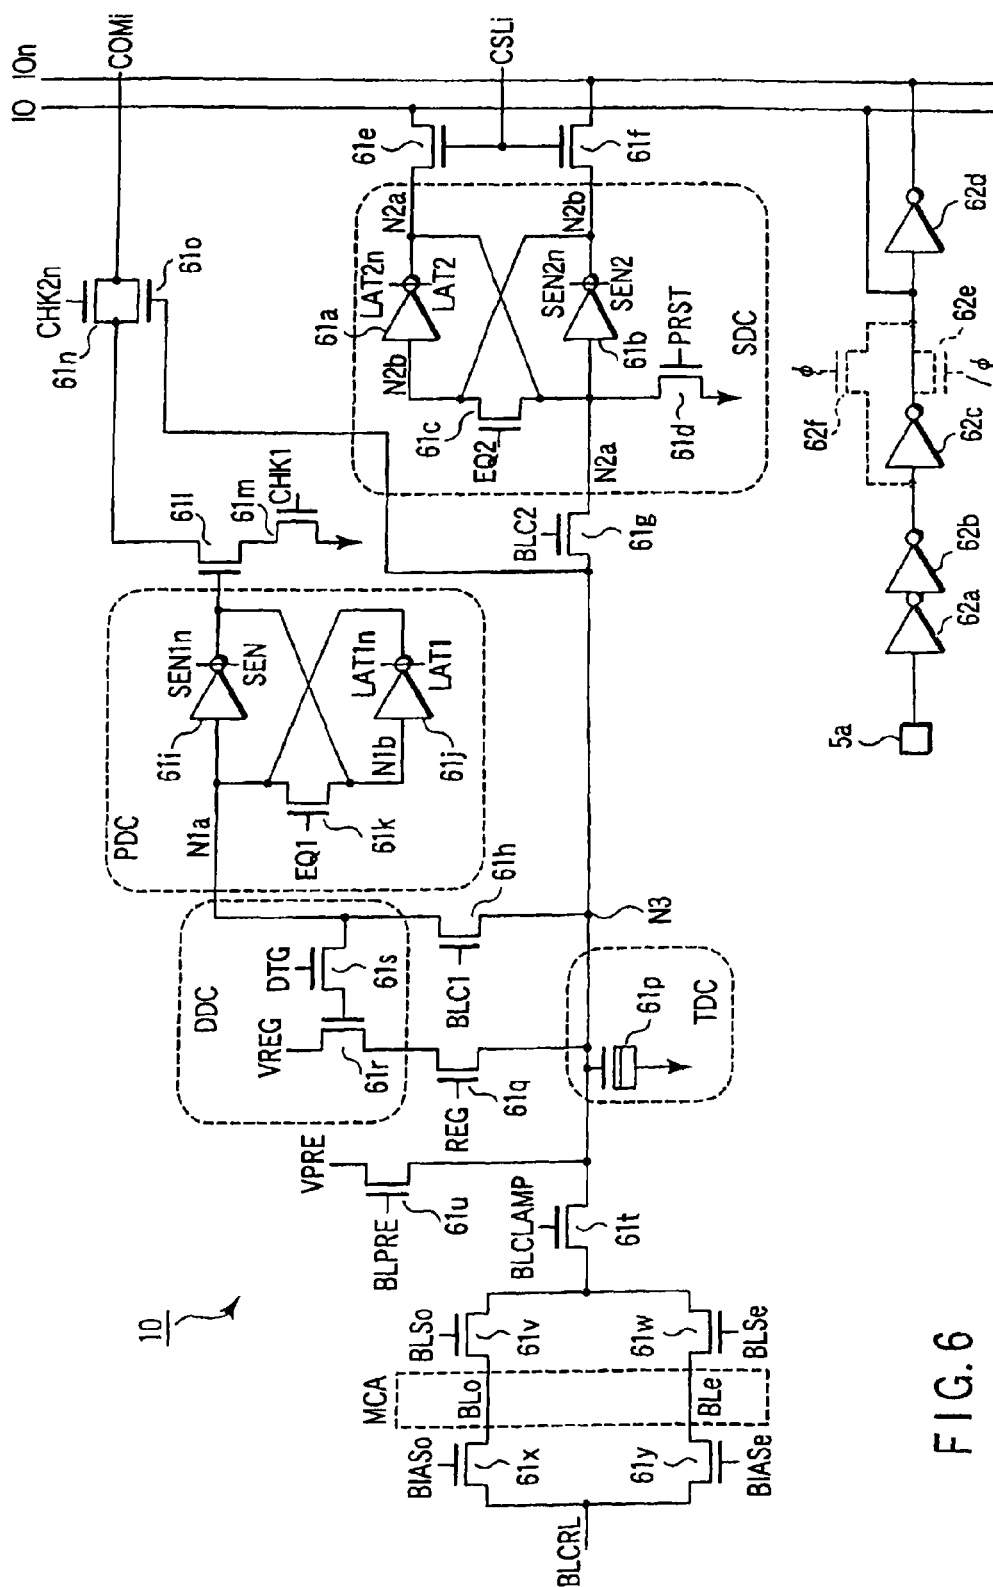 10
BLCRL
BIASo
61x
BIASe
61y
MCA
BLo
BLe
BLSo
61v
BLSe
61w
BLCLAMP
61t
VPRE
BLPRE
61u
DDC
VREG
DTG
61r
61s
REG
61q
BLC1
61h
TDC
61p
N3
PDC
N1a
61i
SEN1n
SEN
EQ1
61k
N1b
LAT1n
LAT1
61j
61l
61m
CHK1
CHK2n
61n
61o
COMi
BLC2
61g
N2a
SDC
61a
LAT2n
LAT2
N2a
N2b
EQ2
61c
SEN2n
SEN2
N2b
61b
61d
PRST
61e
61f
CSLi
IO
IOn
5a
62a
62b
62c
62f
φ
62e
/φ
62d
FIG. 6